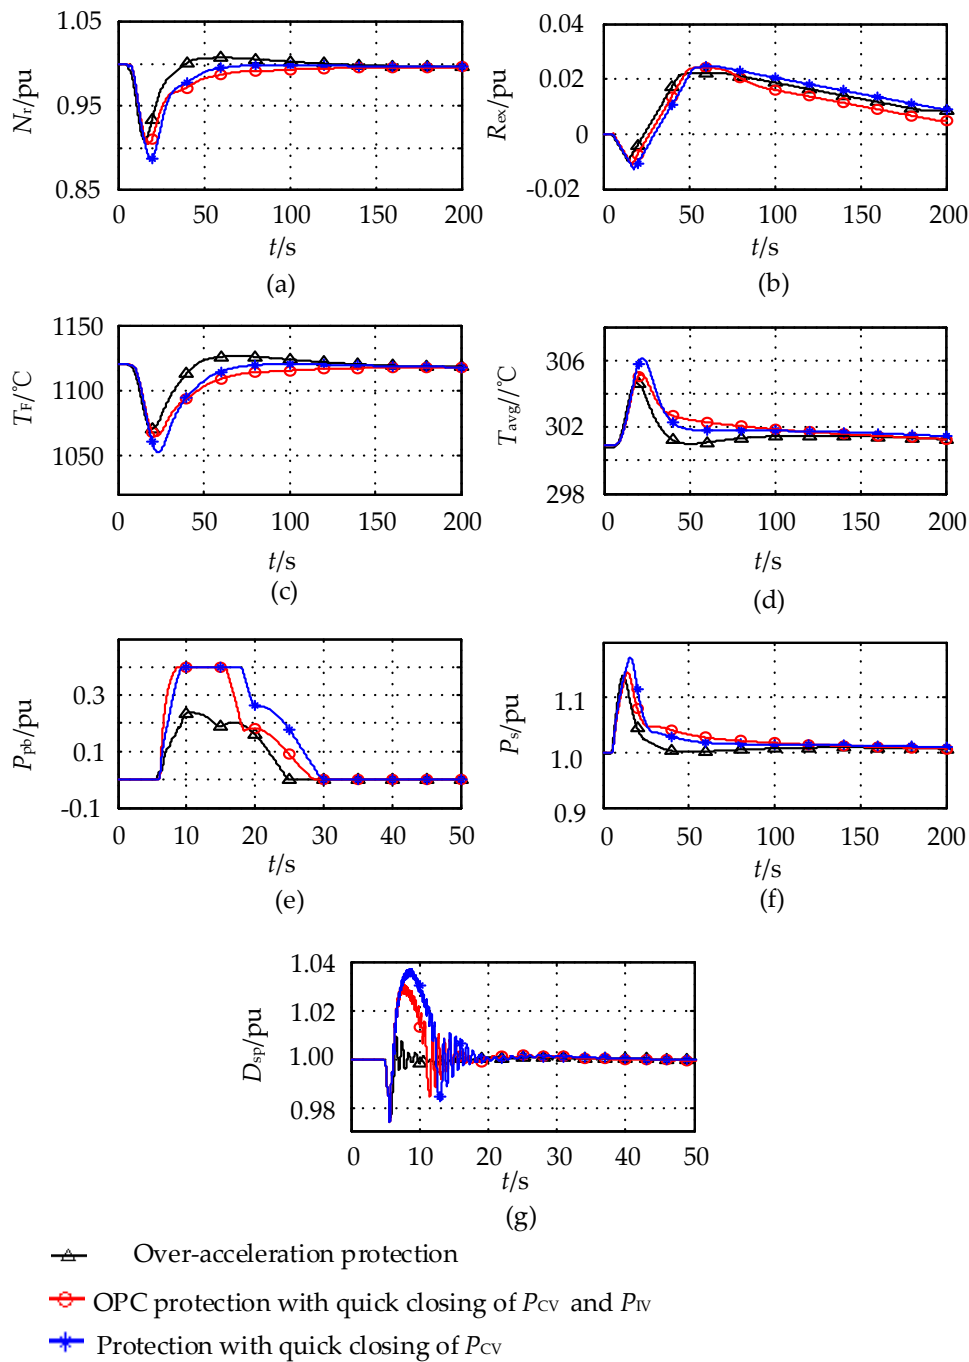 1.05
0.95
0.85
Nr/pu
0 50 100 150 200
t/s
(a)
0.04
0.02
0
-0.02
Rex/pu
0 50 100 150 200
t/s
(b)
1150
1100
1050
TF/℃
0 50 100 150 200
t/s
(c)
306
302
298
Tavg//℃
0 50 100 150 200
t/s
(d)
0.3
0.1
-0.1
Ppb/pu
0 10 20 30 40 50
t/s
(e)
1.1
1.0
0.9
Ps/pu
0 50 100 150 200
t/s
(f)
1.04
1.02
1.00
0.98
Dsp/pu
0 10 20 30 40 50
t/s
(g)
Over-acceleration protection
OPC protection with quick closing of PCV and PIV
Protection with quick closing of PCV